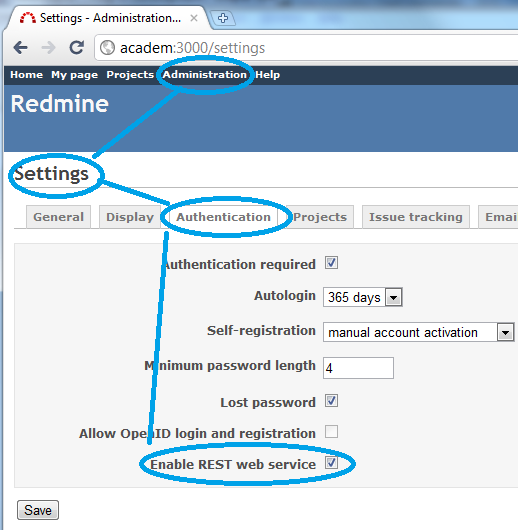 Settings - Administration...
academ:3000/settings
Home My page Projects Administration Help
Redmine
Settings
General Display Authentication Projects Issue tracking Emai
Authentication required
Autologin 365 days
Self-registration manual account activation
Minimum password length 4
Lost password
Allow OpenID login and registration
Enable REST web service
Save